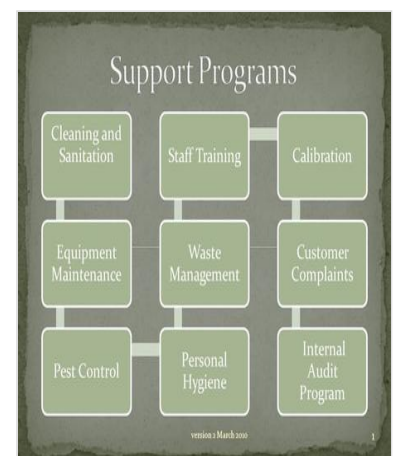 Support Programs
Cleaning and
Sanitation
Staff Training
Calibration
Equipment
Maintenance
Waste
Management
Customer
Complaints
Pest Control
Personal
Hygiene
Internal
Audit
Program
version 2 March 2010
1